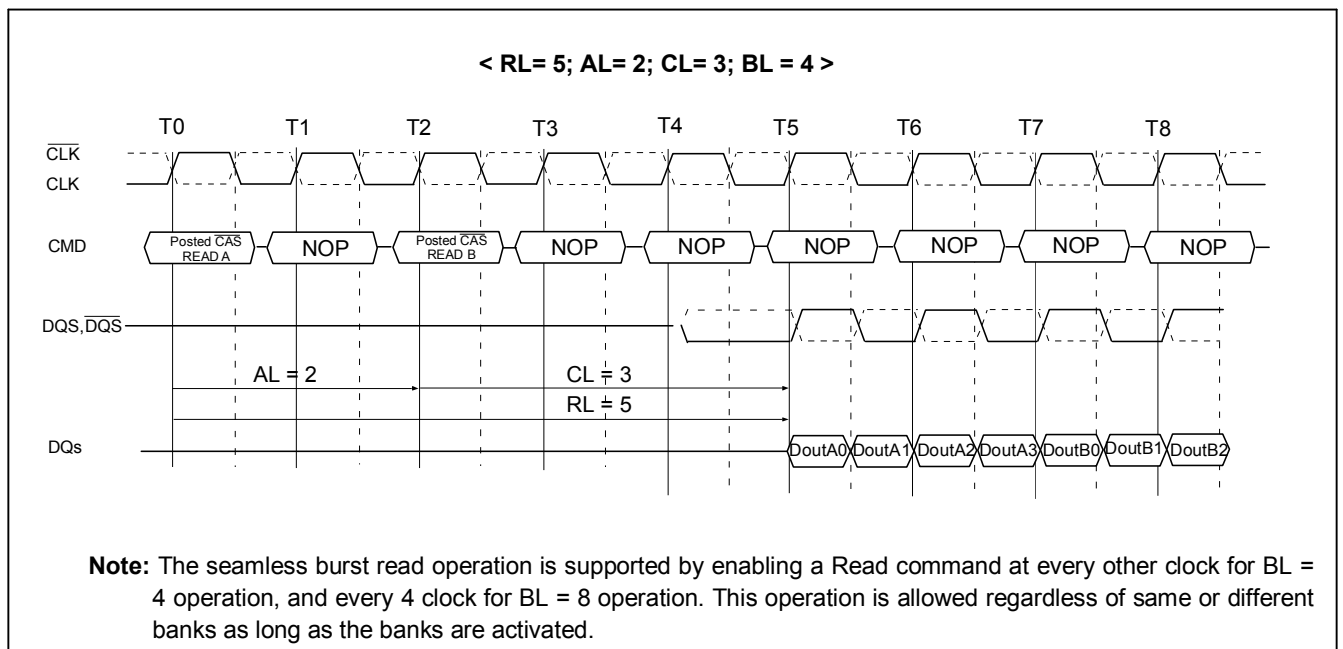 < RL= 5; AL= 2; CL= 3; BL = 4 >
T0 T1 T2 T3 T4 T5 T6 T7 T8
CLK
CLK
CMD Posted CAS NOP Posted CAS NOP NOP NOP NOP NOP NOP
READ A READ B
DQS,DQS
AL = 2 CL = 3
RL = 5
DQs DoutA0 DoutA1 DoutA2 DoutA3 DoutB0 DoutB1 DoutB2
Note: The seamless burst read operation is supported by enabling a Read command at every other clock for BL =
4 operation, and every 4 clock for BL = 8 operation. This operation is allowed regardless of same or different
banks as long as the banks are activated.